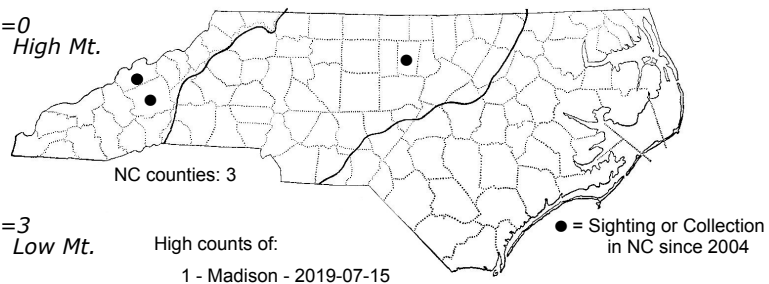 =0
High Mt.
NC counties: 3
=3
Low Mt.
High counts of:
1 - Madison - 2019-07-15
● = Sighting or Collection
in NC since 2004